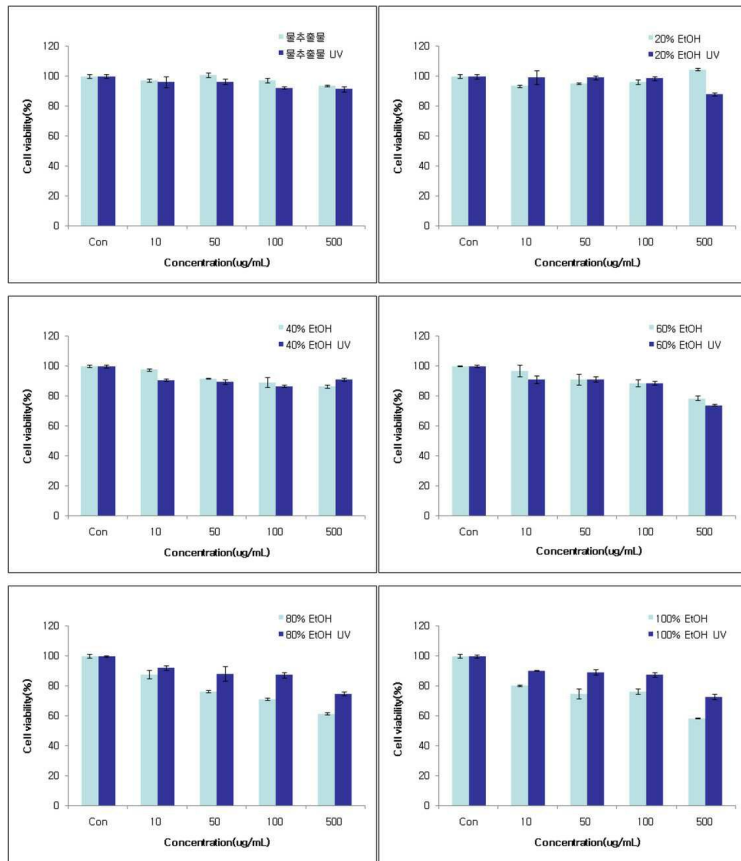 물추출물
물추출물 UV
120
100
80
60
40
20
0
Cell viability(%)
Con 10 50 100 500
Concentration(ug/mL)
20% EtOH
20% EtOH UV
120
100
80
60
40
20
0
Cell viability(%)
Con 10 50 100 500
Concentration(ug/mL)
40% EtOH
40% EtOH UV
120
100
80
60
40
20
0
Cell viability(%)
Con 10 50 100 500
Concentration(ug/mL)
60% EtOH
60% EtOH UV
120
100
80
60
40
20
0
Cell viability(%)
Con 10 50 100 500
Concentration(ug/mL)
80% EtOH
80% EtOH UV
120
100
80
60
40
20
0
Cell viability(%)
Con 10 50 100 500
Concentration(ug/mL)
100% EtOH
100% EtOH UV
120
100
80
60
40
20
0
Cell viability(%)
Con 10 50 100 500
Concentration(ug/mL)